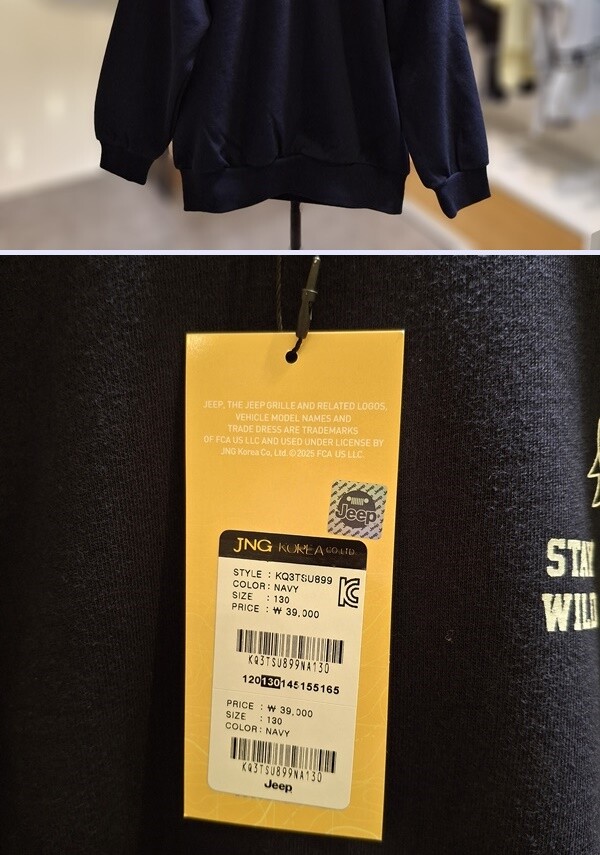 JEEP, THE JEEP GRILLE AND RELATED LOGOS,
VEHICLE MODEL NAMES AND
TRADE DRESS ARE TRADEMARKS
OF FCA US LLC AND USED UNDER LICENSE BY
JNG Korea Co, Ltd. ©2025 FCA US LLC.
Jeep
JNG KOREA CO.,LTD
STYLE : KQ3TSU899
COLOR : NAVY
SIZE : 130
PRICE : ₩ 39,000
KQ3TSU899NA130
120 130 145 155 165
PRICE : ₩ 39,000
SIZE : 130
COLOR : NAVY
KQ3TSU899NA130
Jeep
STAY
WILD